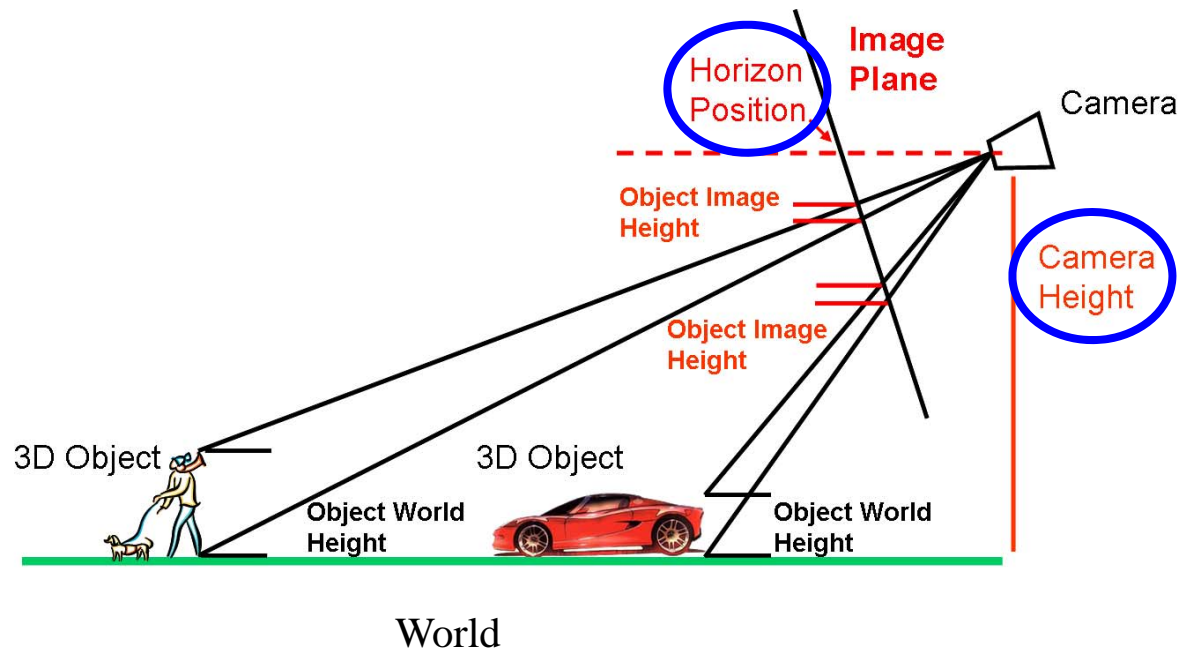 Image
Plane
Horizon
Position
Camera
Object Image
Height
Camera
Height
Object Image
Height
3D Object
3D Object
Object World
Height
Object World
Height
World